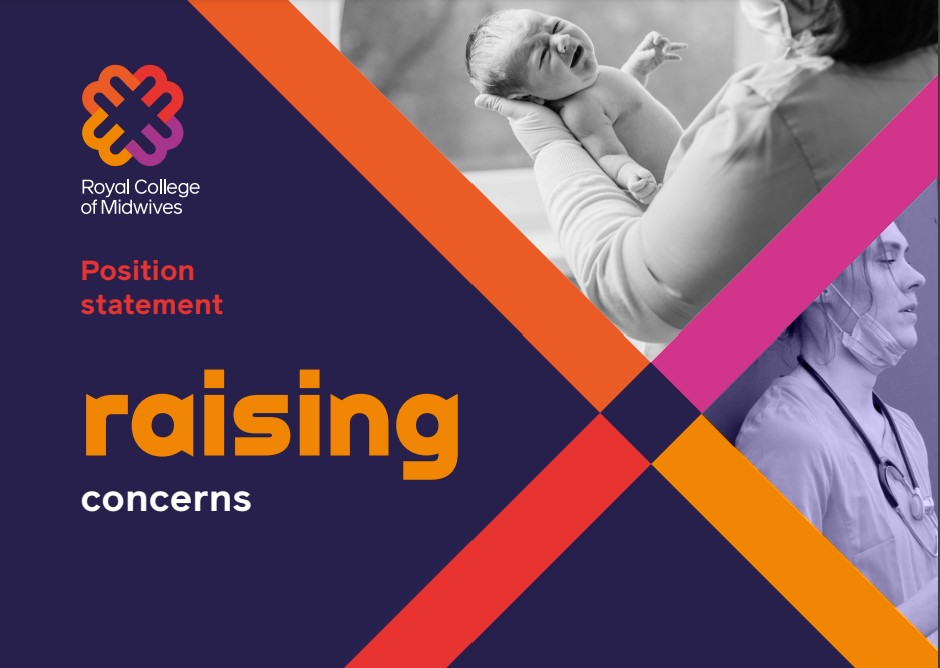 Royal College
of Midwives
Position
statement
raising
concerns